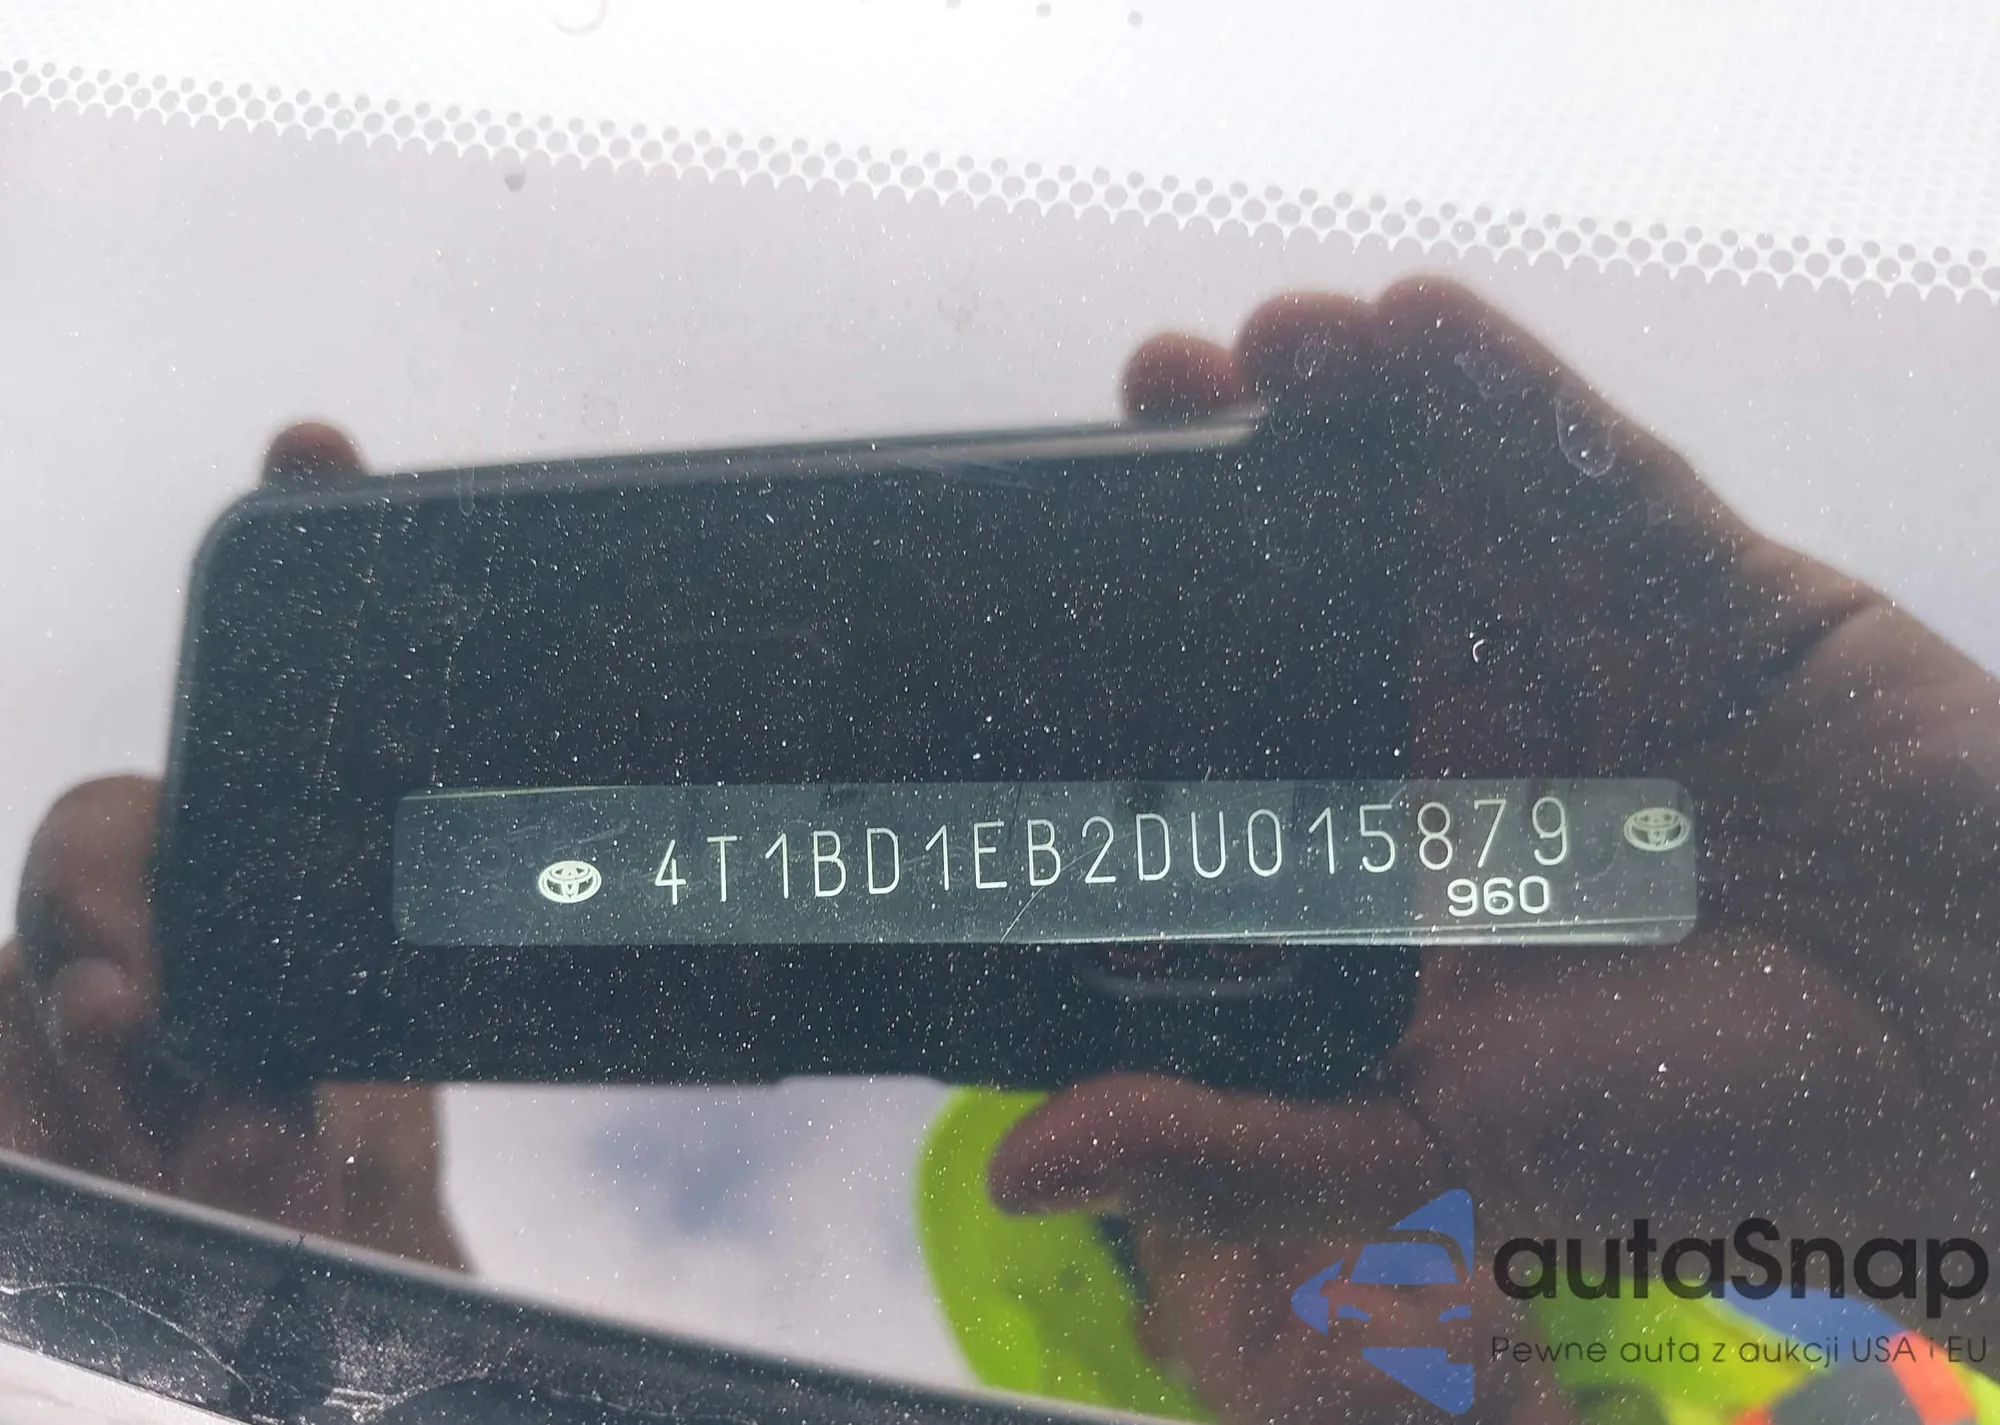 4T1BD1EB2DU015879
960
autaSnap
Pewne auta z aukcji USA i EU